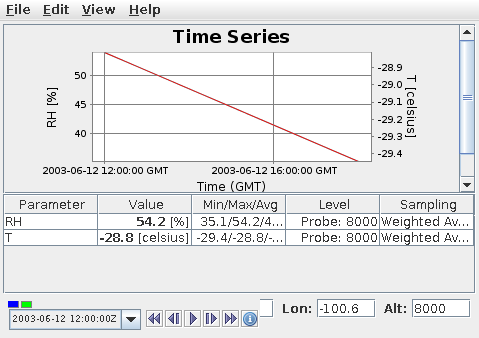 File Edit View Help
Time Series
50
45
40
RH [%]
-28.9
-29.0
-29.1
-29.2
-29.3
-29.4
T [celsius]
2003-06-12 12:00:00 GMT 2003-06-12 16:00:00 GMT
Time (GMT)
Parameter Value Min/Max/Avg Level Sampling
RH 54.2 [%] 35.1/54.2/4... Probe: 8000 Weighted Av...
T -28.8 [celsius] -29.4/-28.8/-... Probe: 8000 Weighted Av...
2003-06-12 12:00:00Z Lon: -100.6 Alt: 8000